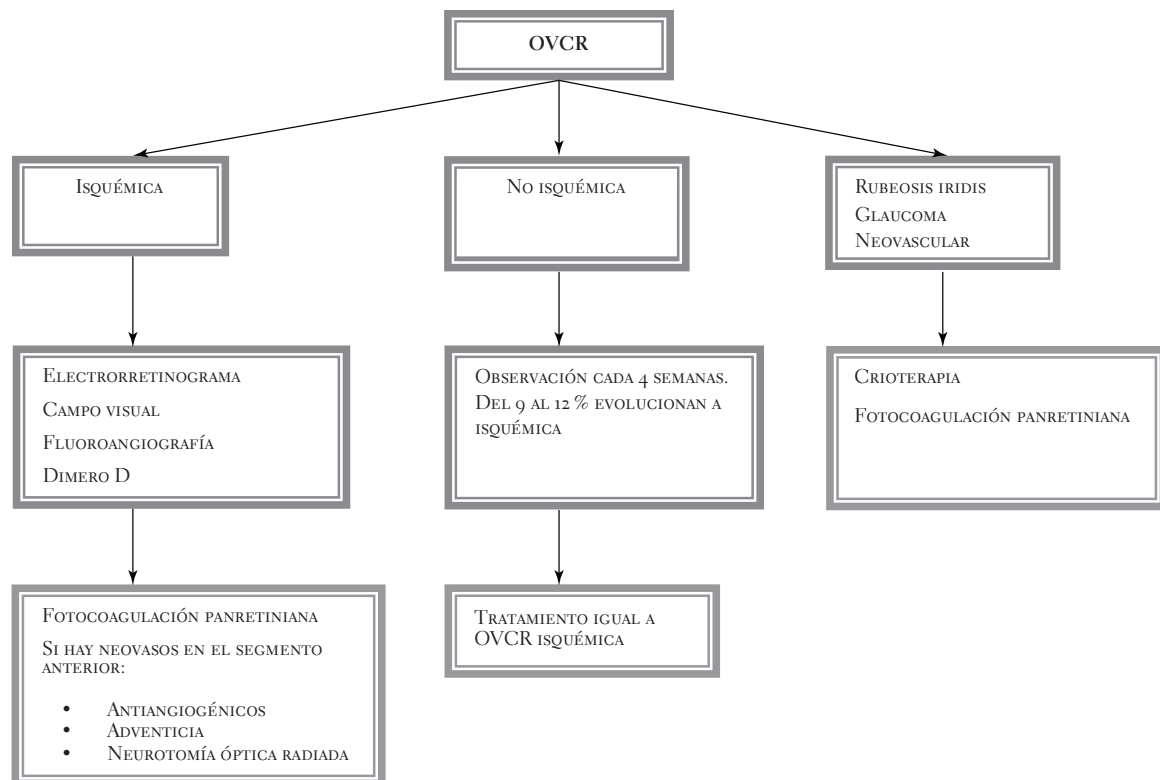 OVCR
Isquémica
No isquémica
Rubeosis iridis
Glaucoma
Neovascular
Electrorretinograma
Campo visual
Fluoroangiografía
Dimero D
Observación cada 4 semanas.
Del 9 al 12 % evolucionan a
isquémica
Crioterapia
Fotocoagulación panretiniana
Fotocoagulación panretiniana
Si hay neovasos en el segmento
anterior:
• Antiangiogénicos
• Adventicia
• Neurotomía óptica radiada
Tratamiento igual a
OVCR isquémica